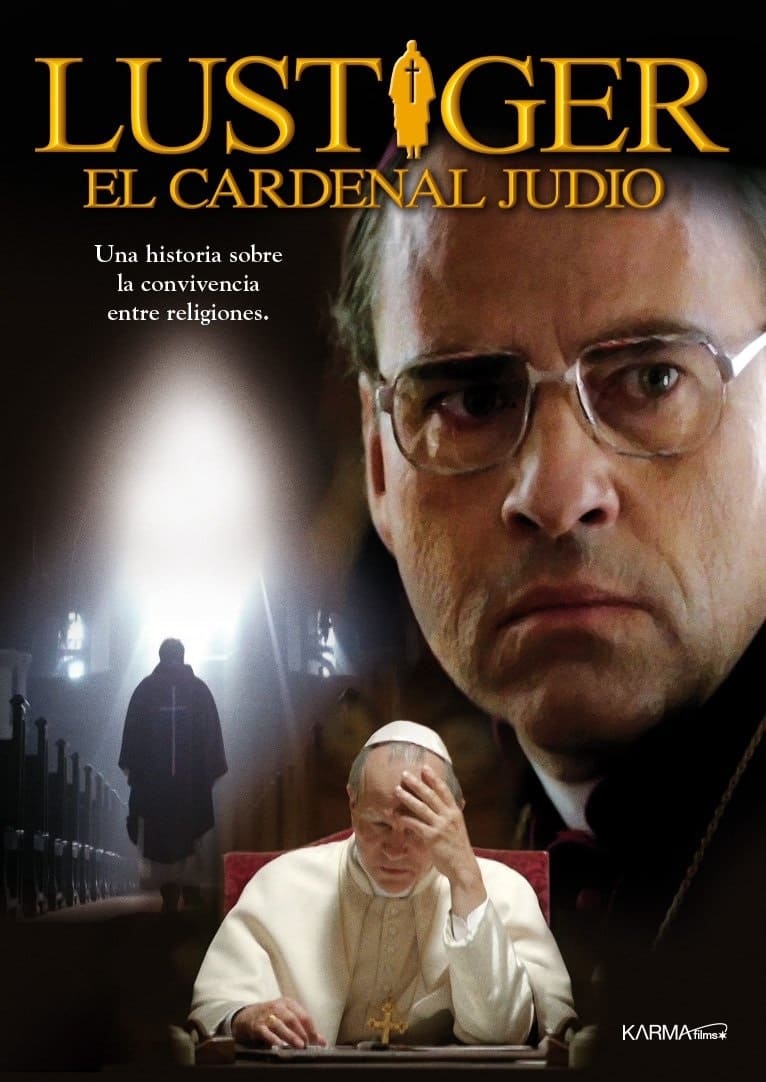 LUSTIGER
EL CARDENAL JUDIO
Una historia sobre
la convivencia
entre religiones.
KARMA films